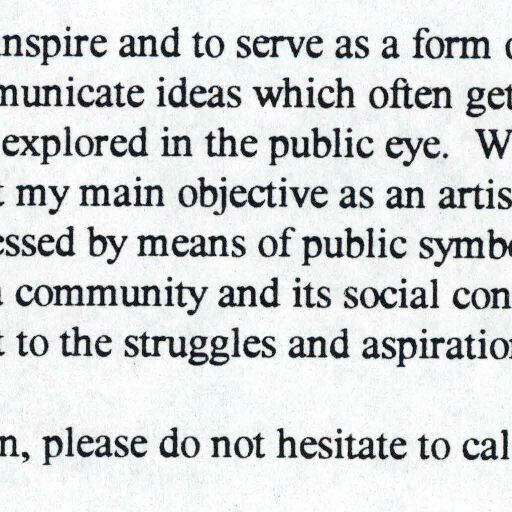 nspire and to serve as a form
municate ideas which often get
explored in the public eye. W
t my main objective as an artis
essed by means of public symbo
community and its social con
t to the struggles and aspiration
n, please do not hesitate to cal